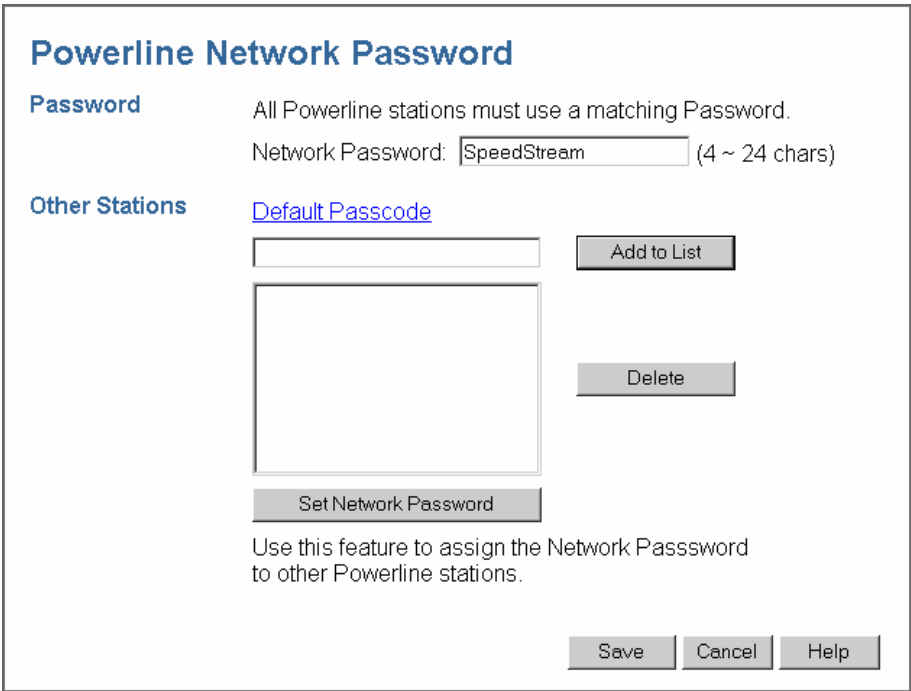 Powerline Network Password
Password
All Powerline stations must use a matching Password.
Network Password: SpeedStream (4 ~ 24 chars)
Other Stations
Default Passcode
Add to List
Delete
Set Network Password
Use this feature to assign the Network Passsword
to other Powerline stations.
Save Cancel Help